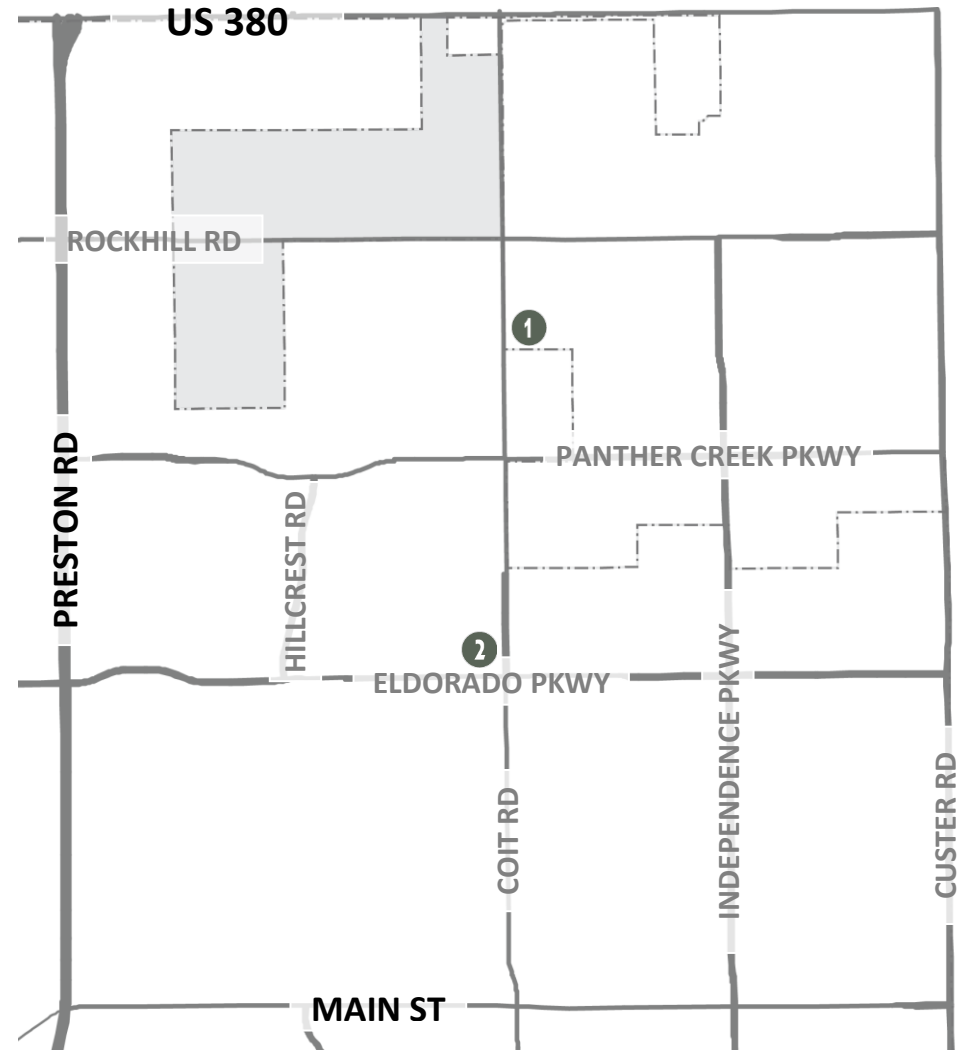 US 380
ROCKHILL RD
1
PRESTON RD
PANTHER CREEK PKWY
HILLCREST RD
2
ELDORADO PKWY
INDEPENDENCE PKWY
COIT RD
CUSTER RD
MAIN ST